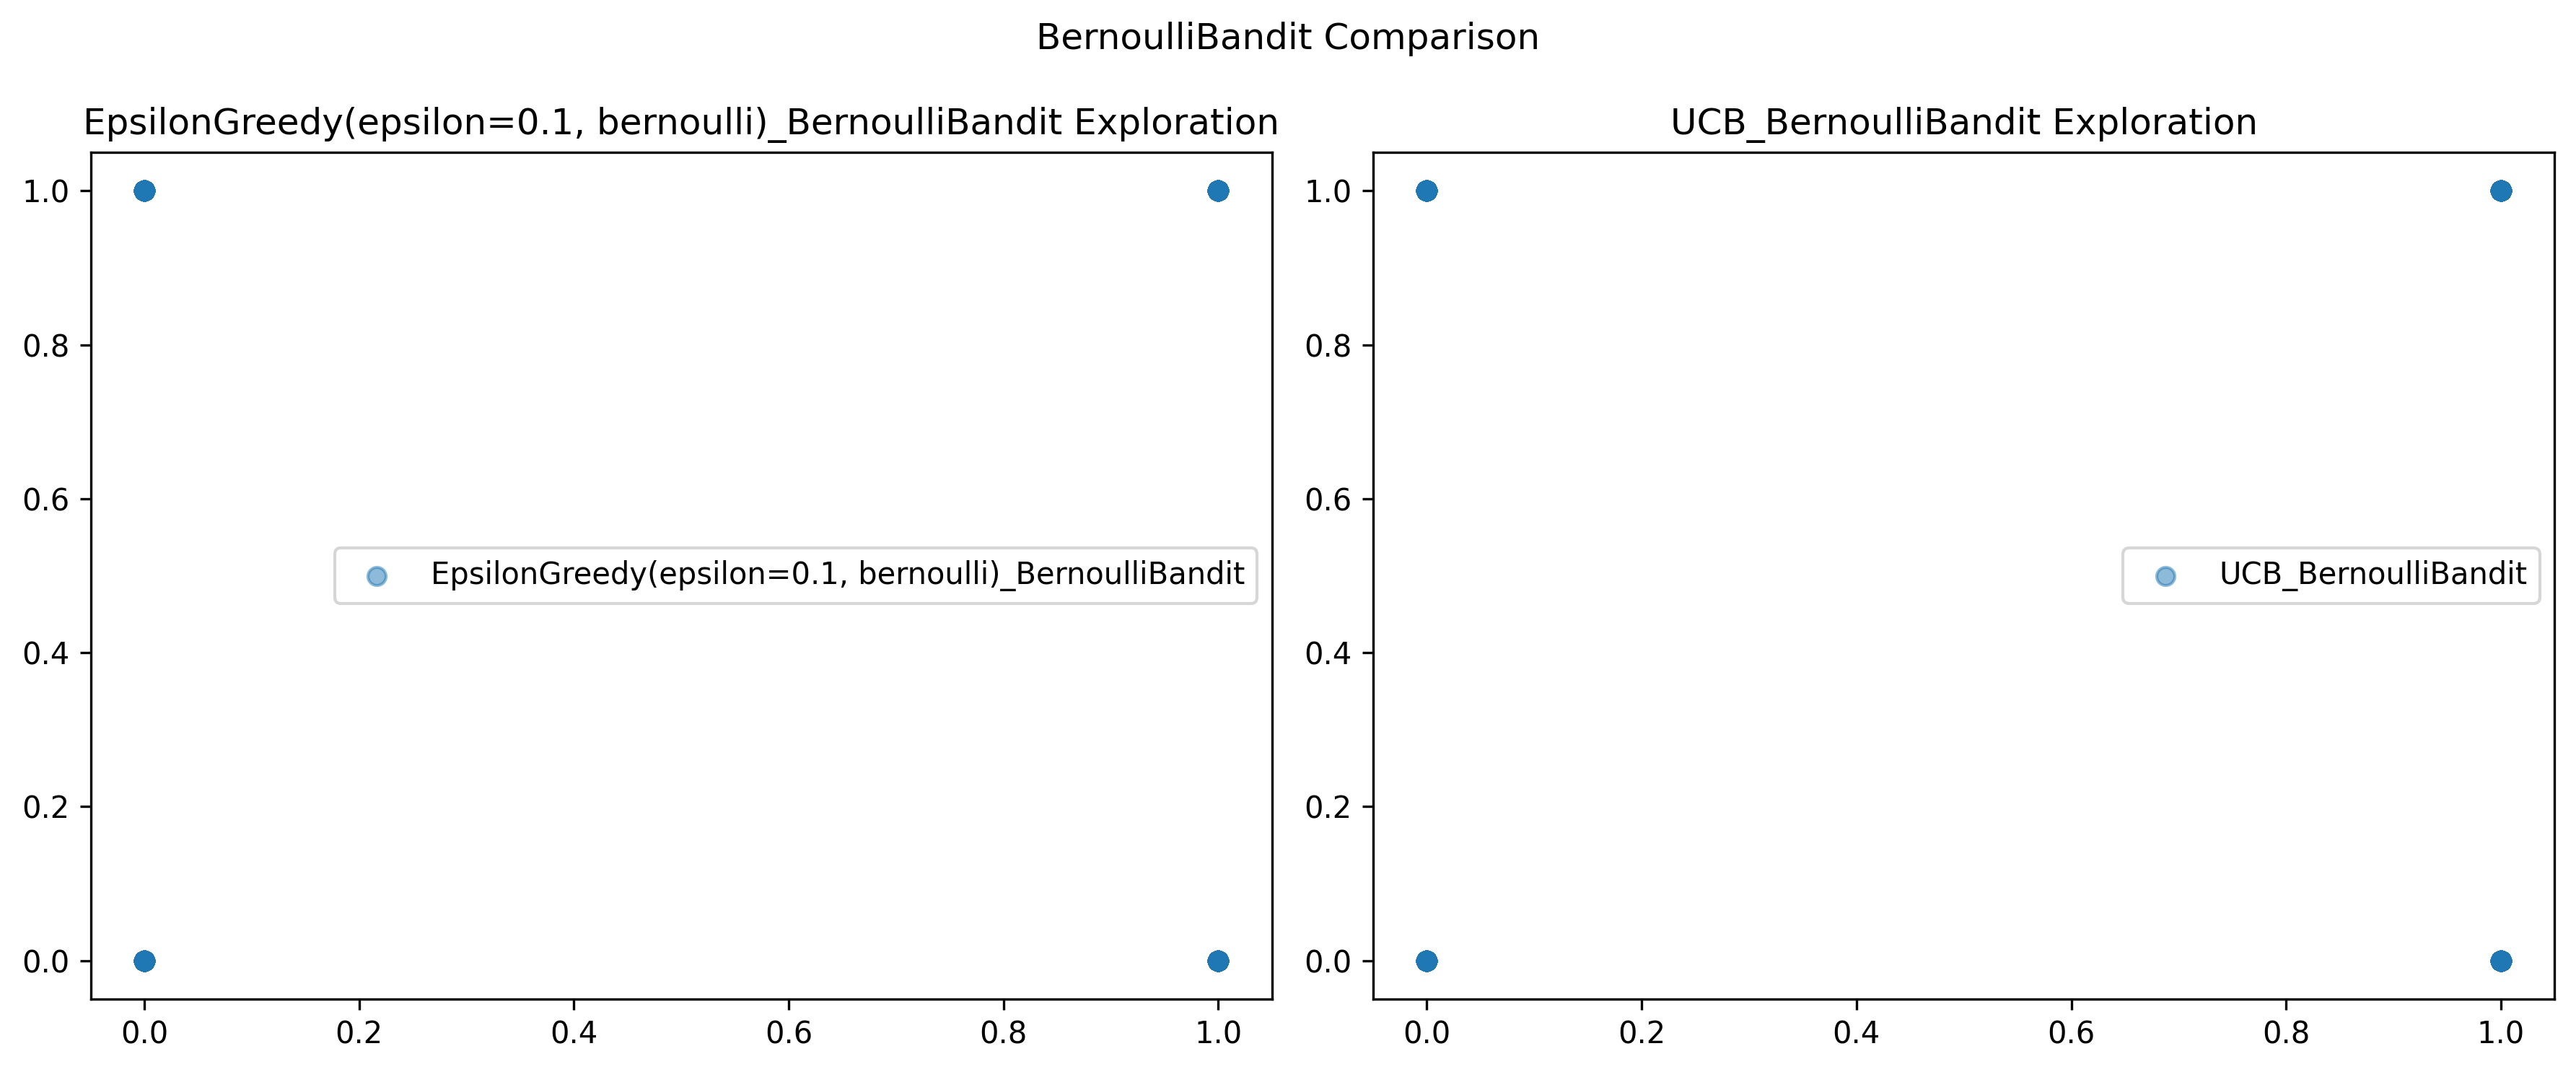 BernoulliBandit Comparison
EpsilonGreedy(epsilon=0.1, bernoulli)_BernoulliBandit Exploration
1.0
0.8
0.6
0.4
0.2
0.0
EpsilonGreedy(epsilon=0.1, bernoulli)_BernoulliBandit
0.0 0.2 0.4 0.6 0.8 1.0
UCB_BernoulliBandit Exploration
1.0
0.8
0.6
0.4
0.2
0.0
UCB_BernoulliBandit
0.0 0.2 0.4 0.6 0.8 1.0